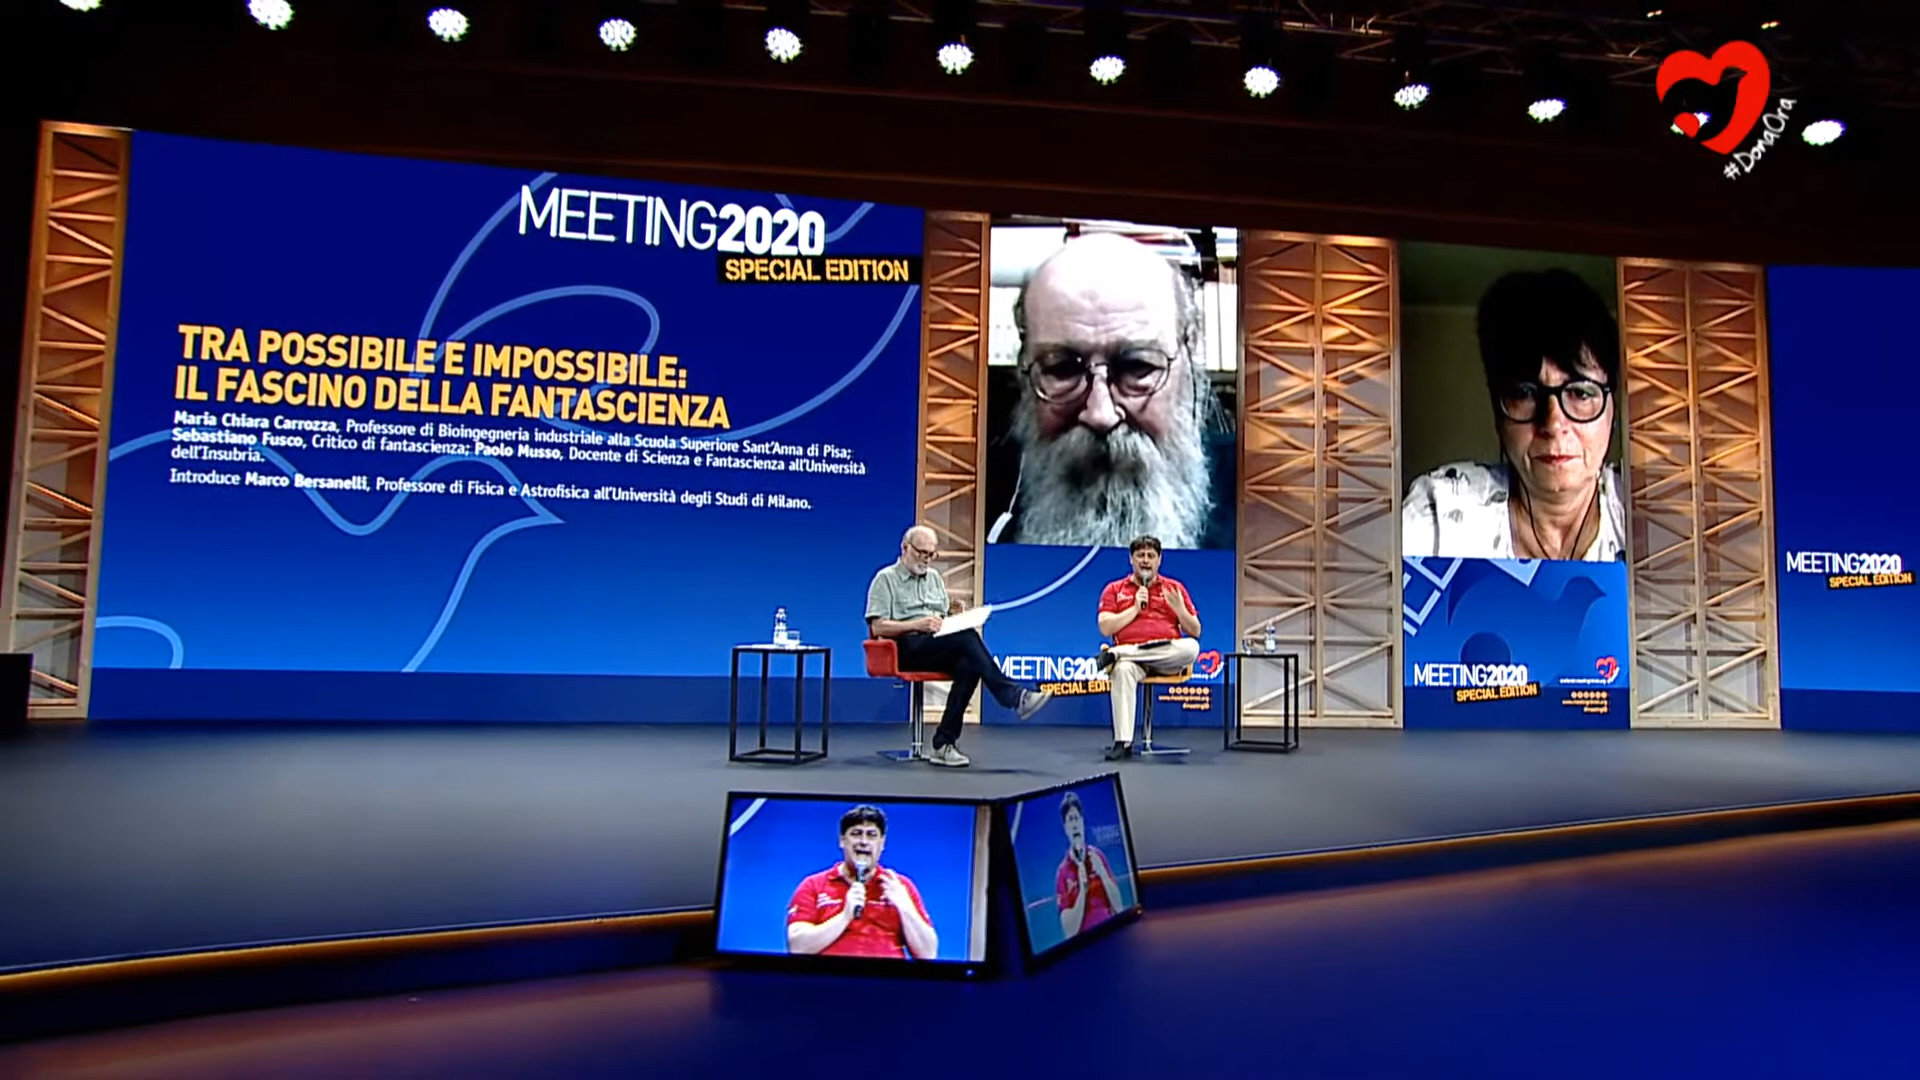 #DonaOra
MEETING2020
SPECIAL EDITION
TRA POSSIBILE E IMPOSSIBILE:
IL FASCINO DELLA FANTASCIENZA
Maria Chiara Carrozza, Professore di Bioingegneria industriale alla Scuola Superiore Sant'Anna di Pisa;
Sebastiano Fusco, Critico di fantascienza; Paolo Musso, Docente di Scienza e Fantascienza all'Università
dell'Insubria.
Introduce Marco Bersanelli, Professore di Fisica e Astrofisica all'Università degli Studi di Milano.
MEETING2020
SPECIAL EDITION
MEETING202
SPECIAL EDIT
MEETING2020
SPECIAL EDITION